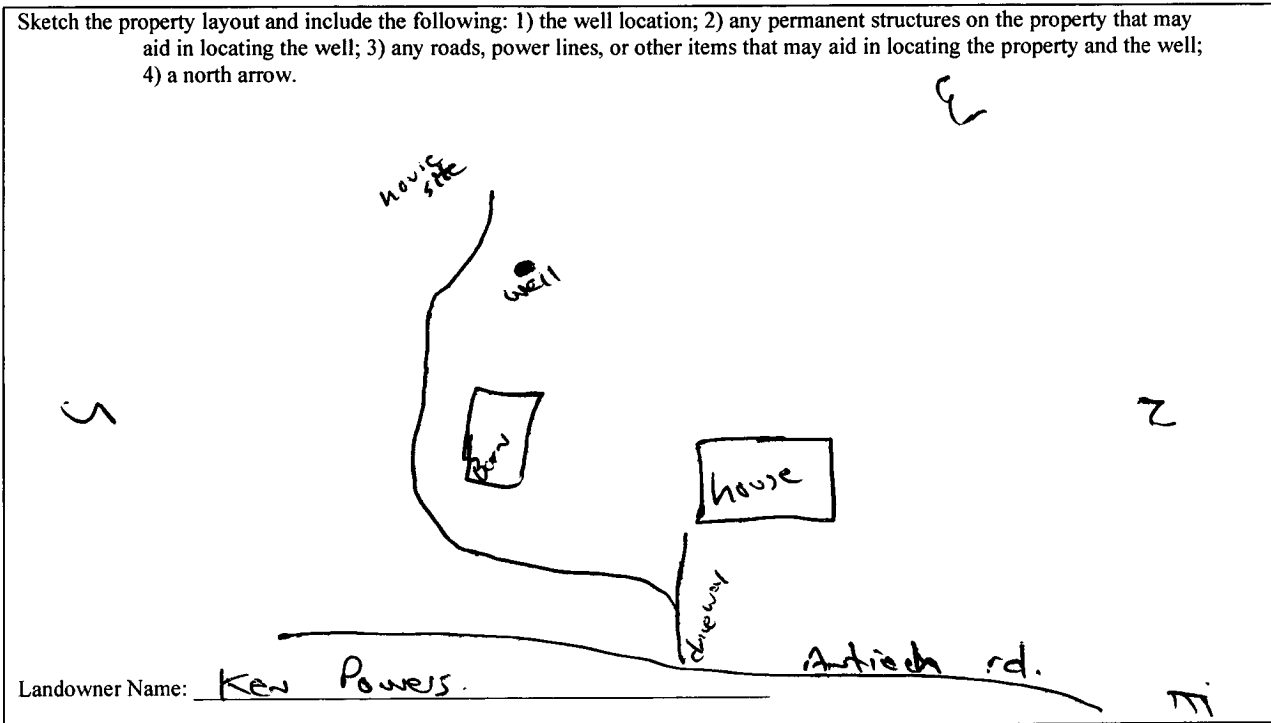 Sketch the property layout and include the following: 1) the well location; 2) any permanent structures on the property that may
aid in locating the well; 3) any roads, power lines, or other items that may aid in locating the property and the well;
4) a north arrow.
house
site
well
S
N
Barn
house
driveway
Antioch rd.
Landowner Name: Ken Powers.
E